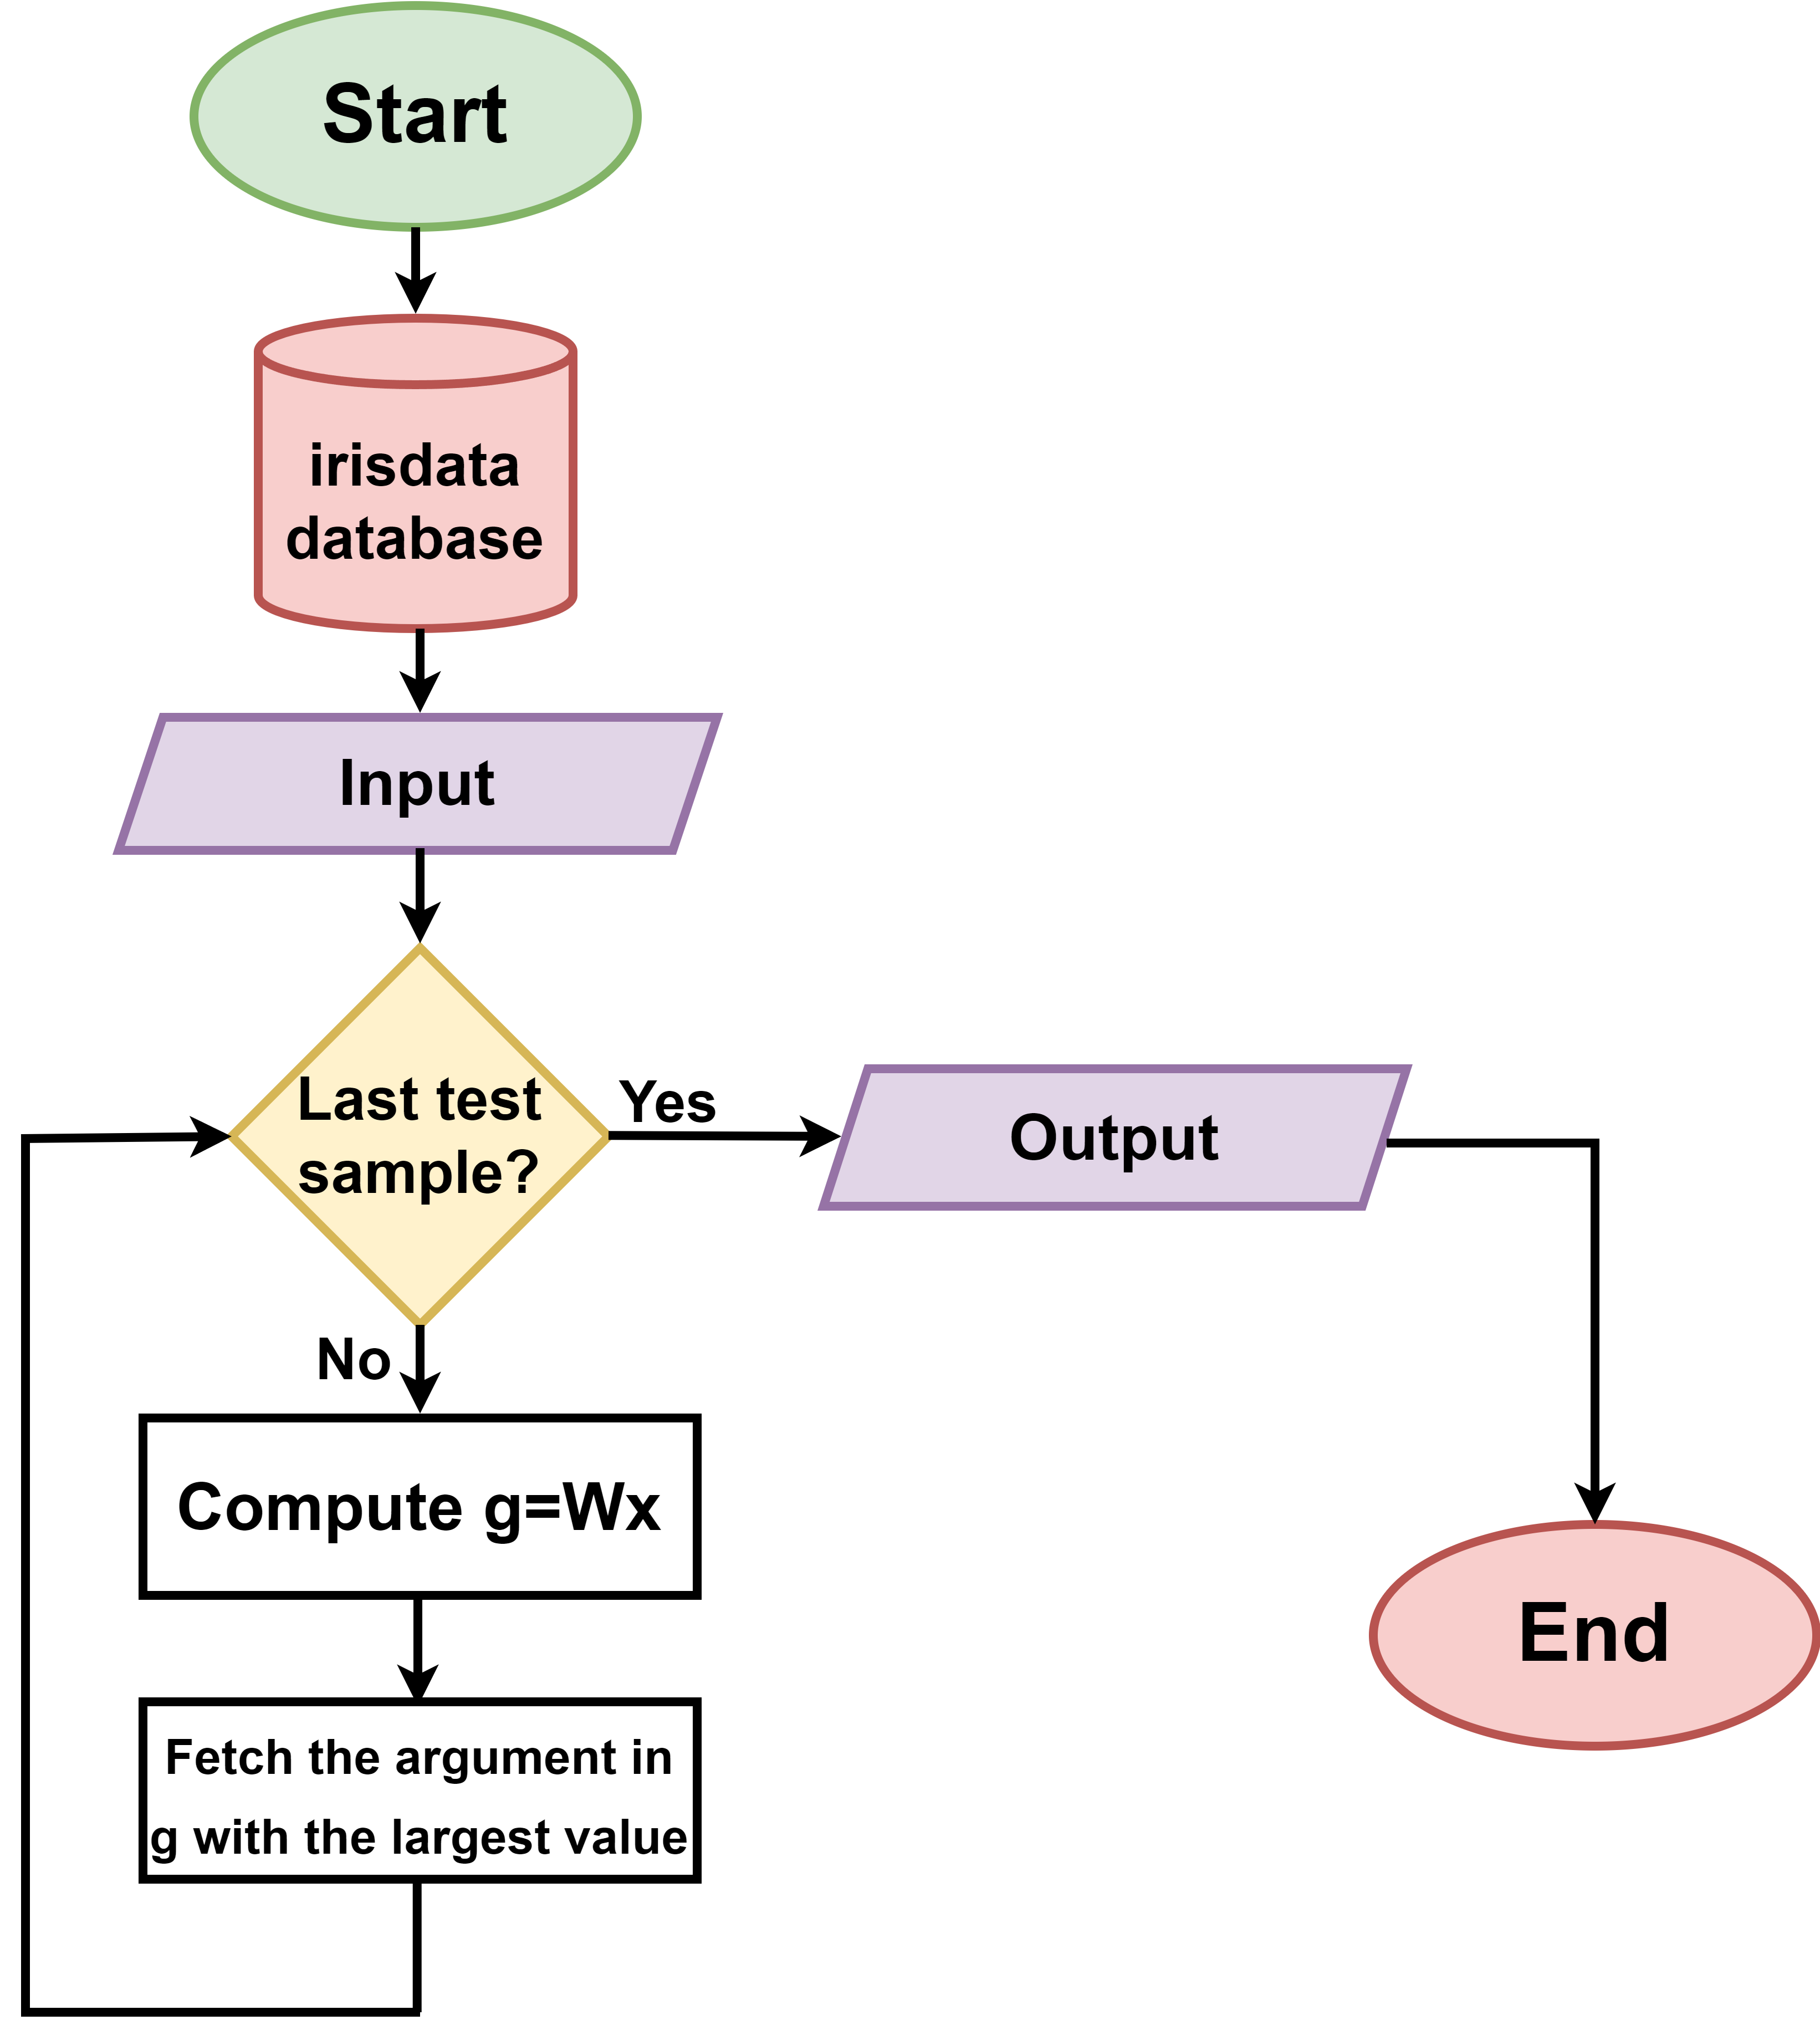 Start
irisdata
database
Input
Last test
sample?
Yes
Output
No
Compute g=Wx
Fetch the argument in
g with the largest value
End